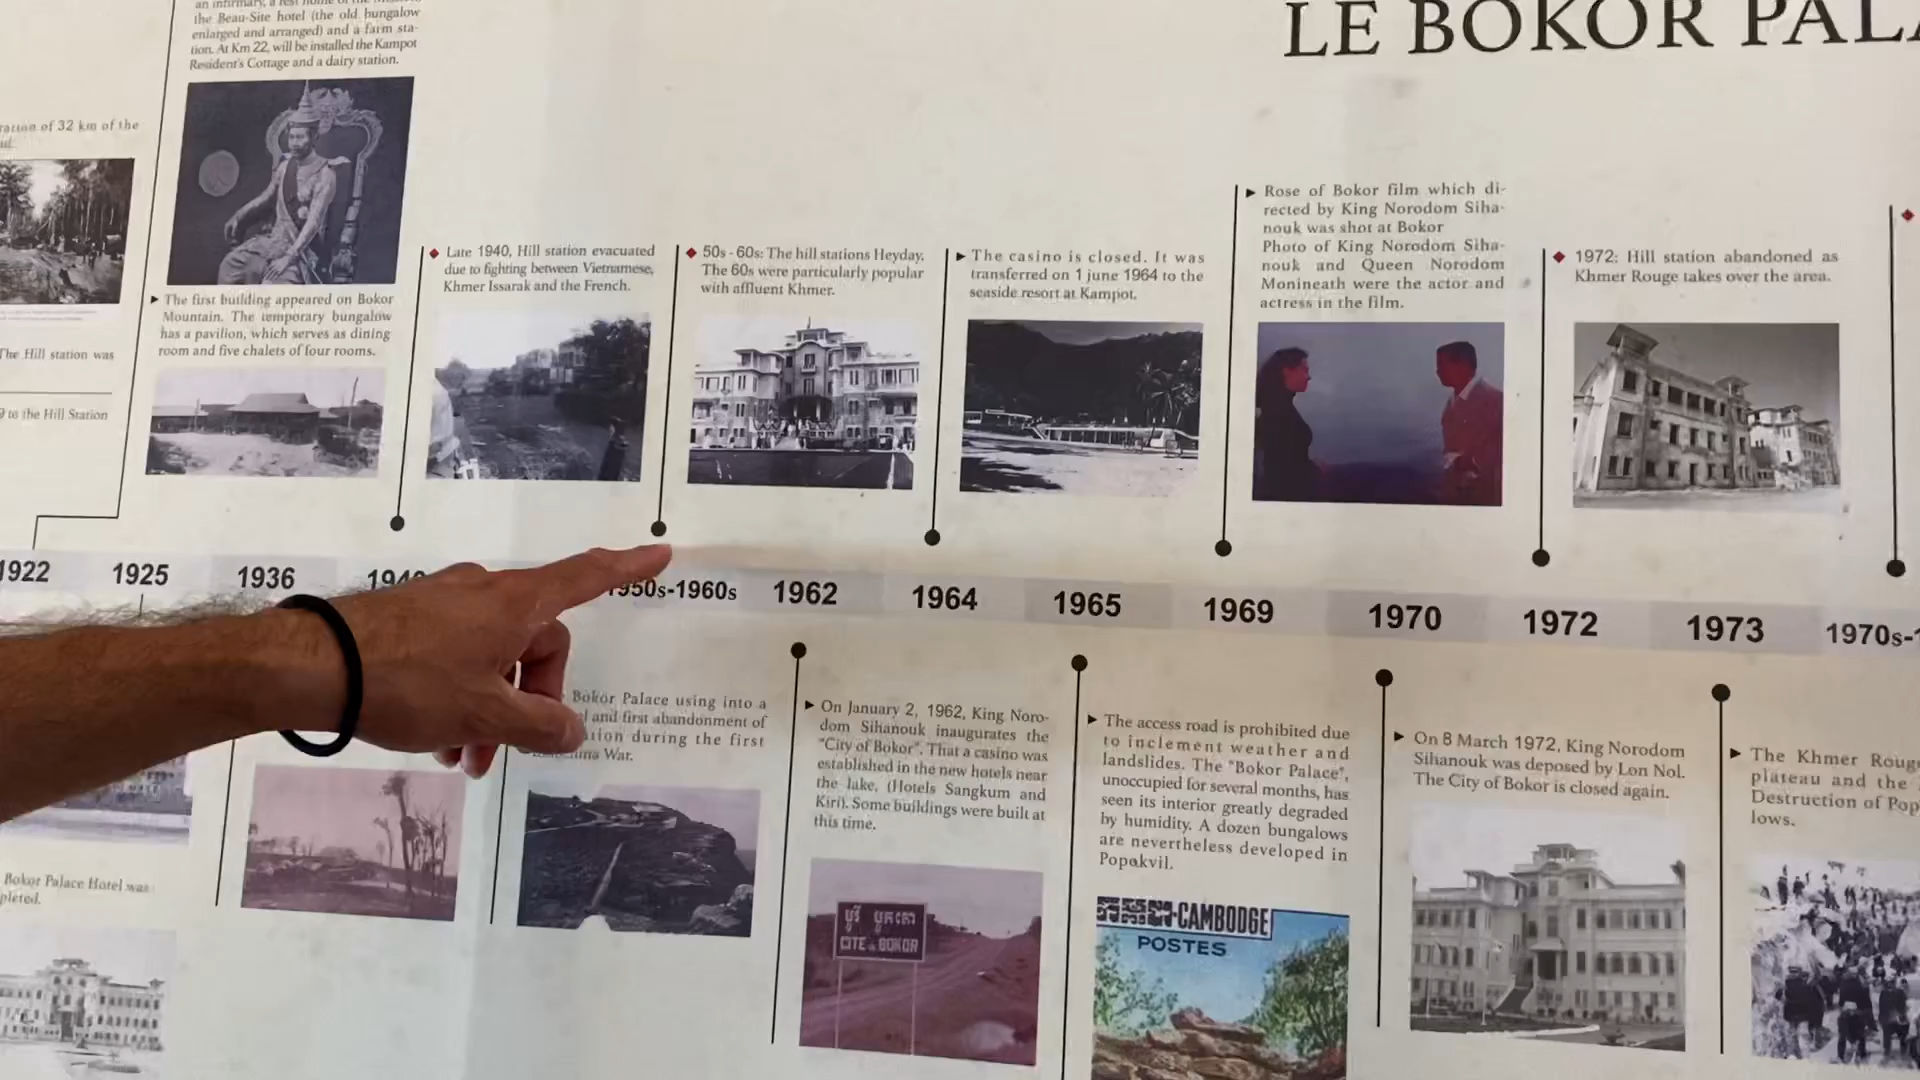 LE BOKOR PAL
the Beau-Site hotel (the old bungalow
enlarged and arranged) and a farm sta-
tion. At Km 22, will be installed the Kampot
Resident's Cottage and a dairy station.
of 32 km of the
▸ The first building appeared on Bokor
Mountain. The temporary bungalow
has a pavilion, which serves as dining
room and five chalets of four rooms.
The Hill station was
to the Hill Station
Late 1940, Hill station evacuated
due to fighting between Vietnamese,
Khmer Issarak and the French.
50s - 60s: The hill stations Heyday.
The 60s were particularly popular
with affluent Khmer.
▸ The casino is closed. It was
transferred on 1 june 1964 to the
seaside resort at Kampot.
▸ Rose of Bokor film which di-
rected by King Norodom Siha-
nouk was shot at Bokor
Photo of King Norodom Siha-
nouk and Queen Norodom
Monineath were the actor and
actress in the film.
1972: Hill station abandoned as
Khmer Rouge takes over the area.
1922 1925 1936 1950s-1960s 1962 1964 1965 1969 1970 1972 1973 1970s-1
Bokor Palace using into a
and first abandonment of
during the first
War.
▸ On January 2, 1962, King Noro-
dom Sihanouk inaugurates the
"City of Bokor". That a casino was
established in the new hotels near
the lake, (Hotels Sangkum and
Kiri). Some buildings were built at
this time.
▸ The access road is prohibited due
to inclement weather and
landslides. The "Bokor Palace",
unoccupied for several months, has
seen its interior greatly degraded
by humidity. A dozen bungalows
are nevertheless developed in
Popokvil.
▸ On 8 March 1972, King Norodom
Sihanouk was deposed by Lon Nol.
The City of Bokor is closed again.
▸ The Khmer Roug
plateau and the
Destruction of Pop
lows.
Bokor Palace Hotel was
pleted.
CITE de BOKOR
CAMBODGE
POSTES